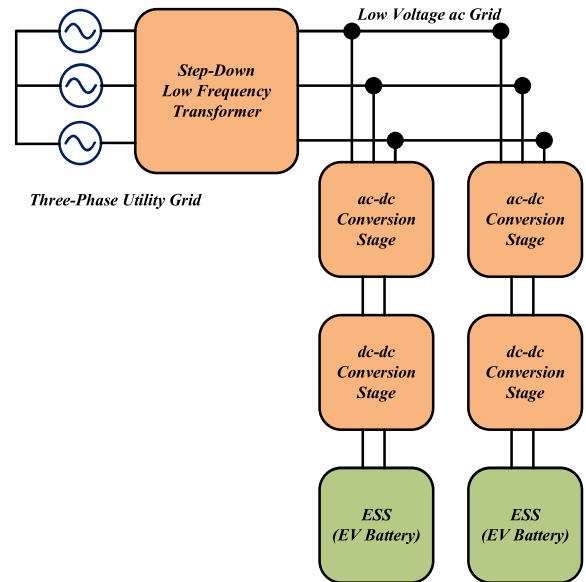 Low Voltage ac Grid
Step-Down
Low Frequency
Transformer
Three-Phase Utility Grid
ac-dc
Conversion
Stage
ac-dc
Conversion
Stage
dc-dc
Conversion
Stage
dc-dc
Conversion
Stage
ESS
(EV Battery)
ESS
(EV Battery)